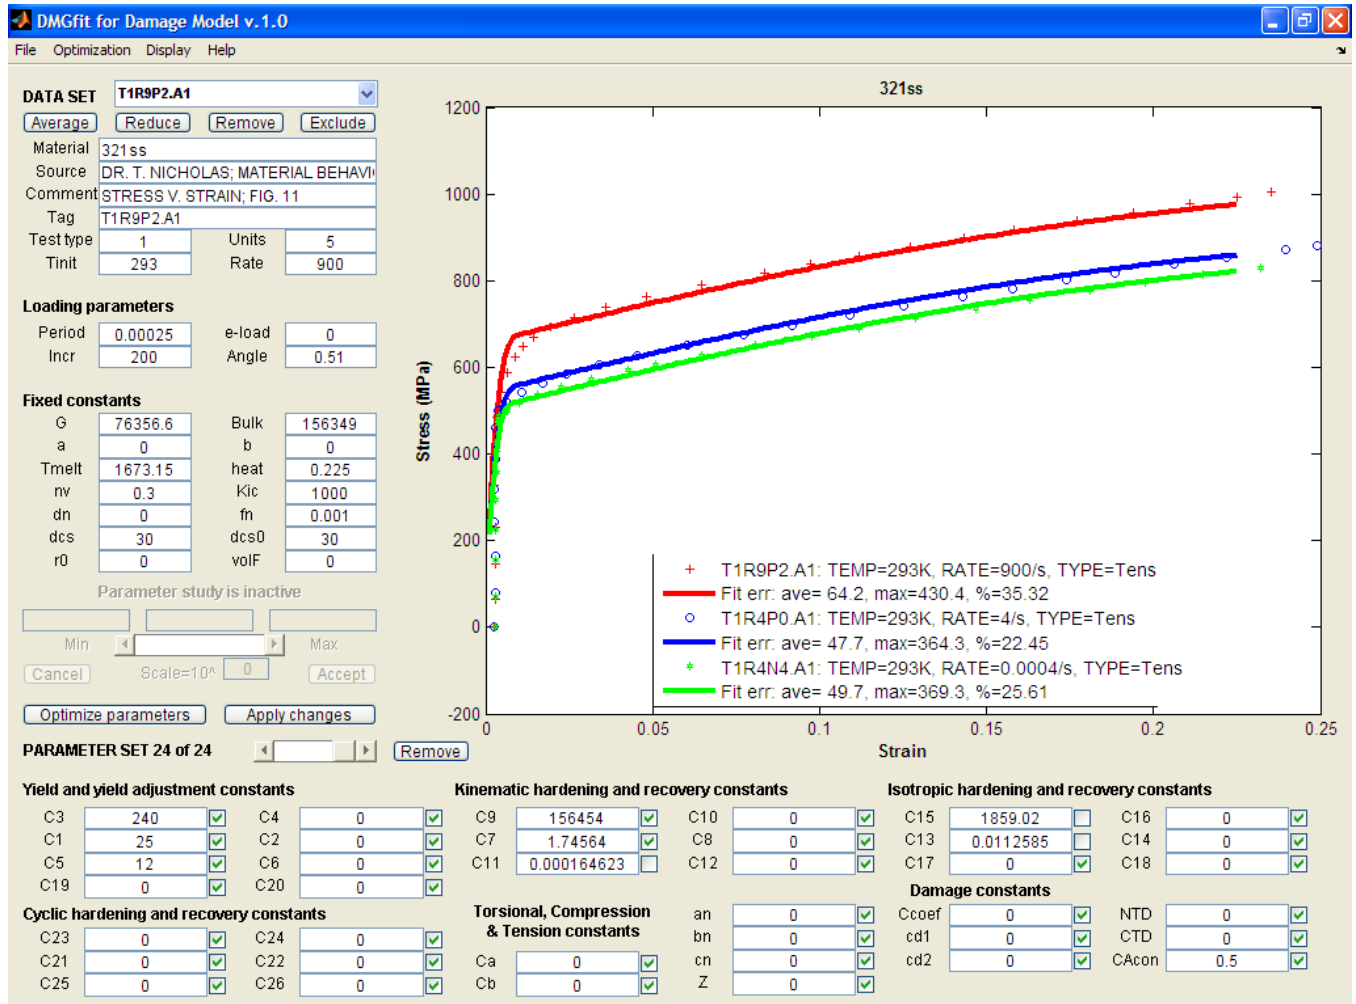 DMGfit for Damage Model v.1.0
File Optimization Display Help
DATA SET T1R9P2.A1
Average Reduce Remove Exclude
Material 321ss
Source DR. T. NICHOLAS; MATERIAL BEHAVI
Comment STRESS V. STRAIN; FIG. 11
Tag T1R9P2.A1
Test type 1 Units 5
Tinit 293 Rate 900
Loading parameters
Period 0.00025 e-load 0
Incr 200 Angle 0.51
Fixed constants
G 76356.6 Bulk 156349
a 0 b 0
Tmelt 1673.15 heat 0.225
nv 0.3 Kic 1000
dn 0 fn 0.001
dcs 30 dcs0 30
r0 0 volF 0
Parameter study is inactive
Min Max
Cancel Scale=10^ 0 Accept
Optimize parameters Apply changes
PARAMETER SET 24 of 24 Remove
321ss
1200
1000
800
600
400
200
0
-200
Stress (MPa)
0 0.05 0.1 0.15 0.2 0.25
Strain
T1R9P2.A1: TEMP=293K, RATE=900/s, TYPE=Tens
Fit err: ave= 64.2, max=430.4, %=35.32
T1R4P0.A1: TEMP=293K, RATE=4/s, TYPE=Tens
Fit err: ave= 47.7, max=364.3, %=22.45
T1R4N4.A1: TEMP=293K, RATE=0.0004/s, TYPE=Tens
Fit err: ave= 49.7, max=369.3, %=25.61
Yield and yield adjustment constants
C3 240 C4 0
C1 25 C2 0
C5 12 C6 0
C19 0 C20 0
Cyclic hardening and recovery constants
C23 0 C24 0
C21 0 C22 0
C25 0 C26 0
Kinematic hardening and recovery constants
C9 156454 C10 0
C7 1.74564 C8 0
C11 0.000164623 C12 0
Torsional, Compression
& Tension constants
Ca 0
Cb 0
an 0
bn 0
cn 0
Z 0
Isotropic hardening and recovery constants
C15 1859.02 C16 0
C13 0.0112585 C14 0
C17 0 C18 0
Damage constants
Ccoef 0 NTD 0
cd1 0 CTD 0
cd2 0 CAcon 0.5